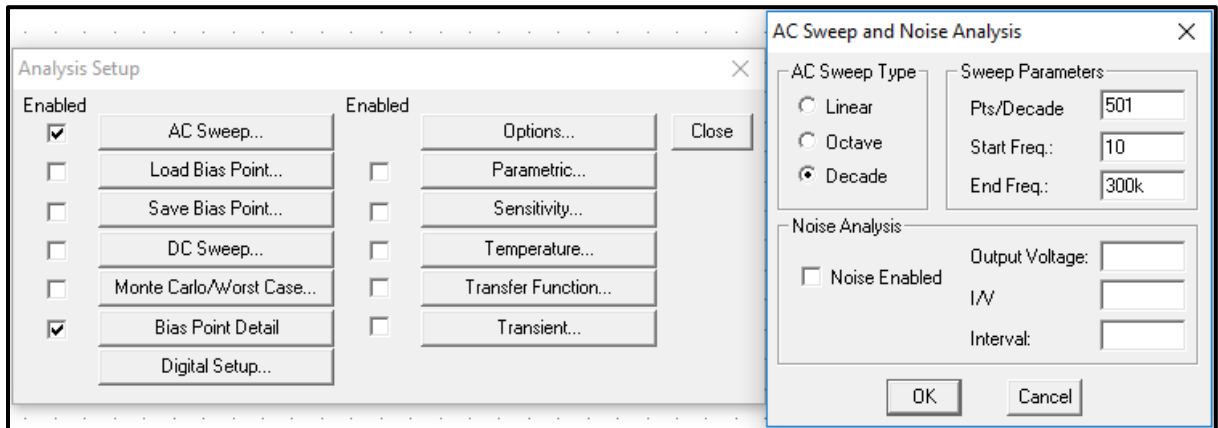 Analysis Setup
Enabled
Enabled
AC Sweep...
Options...
Close
Load Bias Point...
Parametric...
Save Bias Point...
Sensitivity...
DC Sweep...
Temperature...
Monte Carlo/Worst Case...
Transfer Function...
Bias Point Detail
Transient...
Digital Setup...
AC Sweep and Noise Analysis
AC Sweep Type
Linear
Octave
Decade
Sweep Parameters
Pts/Decade 501
Start Freq.: 10
End Freq.: 300k
Noise Analysis
Noise Enabled
Output Voltage:
I/V
Interval:
OK
Cancel